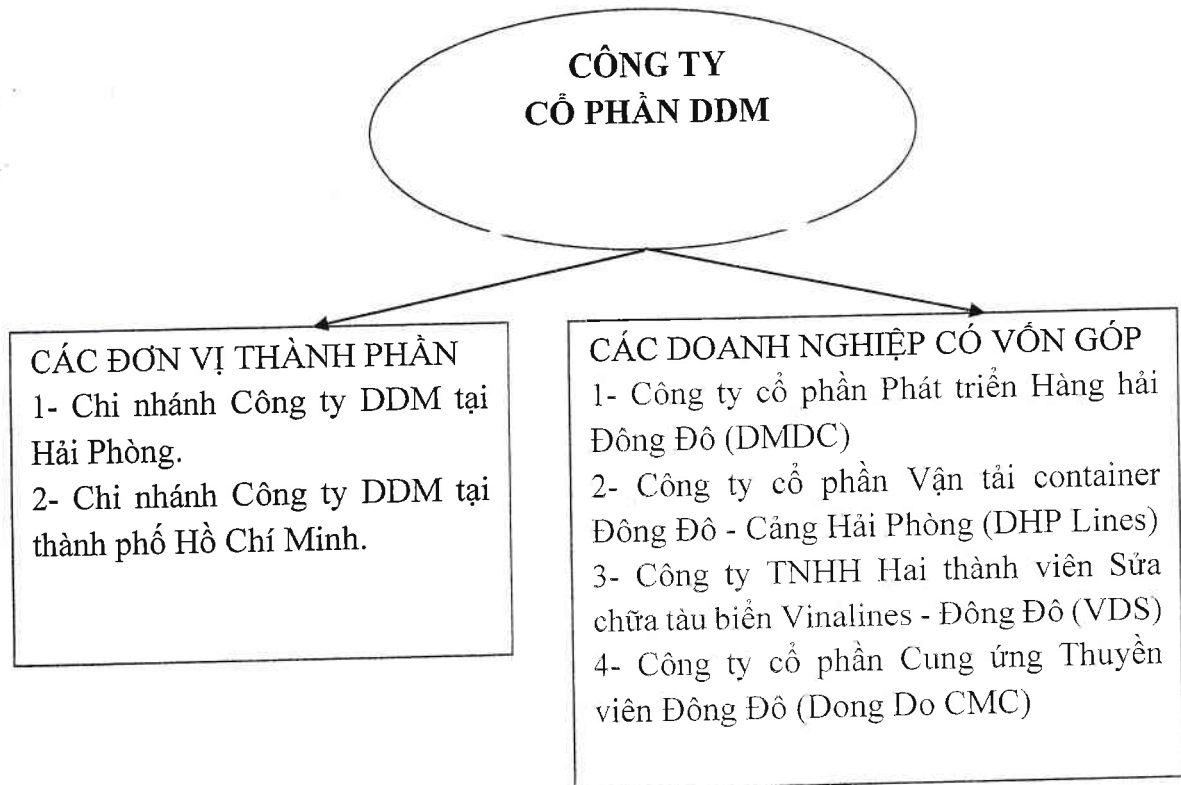 CÔNG TY
CỔ PHẦN DDM
CÁC ĐƠN VỊ THÀNH PHẦN
1- Chi nhánh Công ty DDM tại
Hải Phòng.
2- Chi nhánh Công ty DDM tại
thành phố Hồ Chí Minh.
CÁC DOANH NGHIỆP CÓ VỐN GÓP
1- Công ty cổ phần Phát triển Hàng hải
Đông Đô (DMDC)
2- Công ty cổ phần Vận tải container
Đông Đô - Cảng Hải Phòng (DHP Lines)
3- Công ty TNHH Hai thành viên Sửa
chữa tàu biển Vinalines - Đông Đô (VDS)
4- Công ty cổ phần Cung ứng Thuyền
viên Đông Đô (Dong Do CMC)